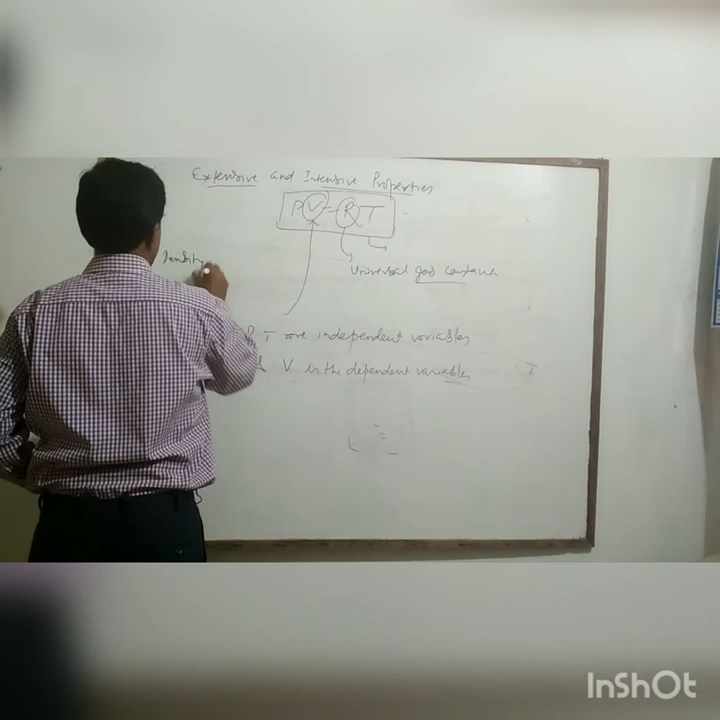 Extensive and Intensive Properties
PV = RT
Density
Universal gas constant
P T are independent variables
& V is the dependent variables
I
InShOt